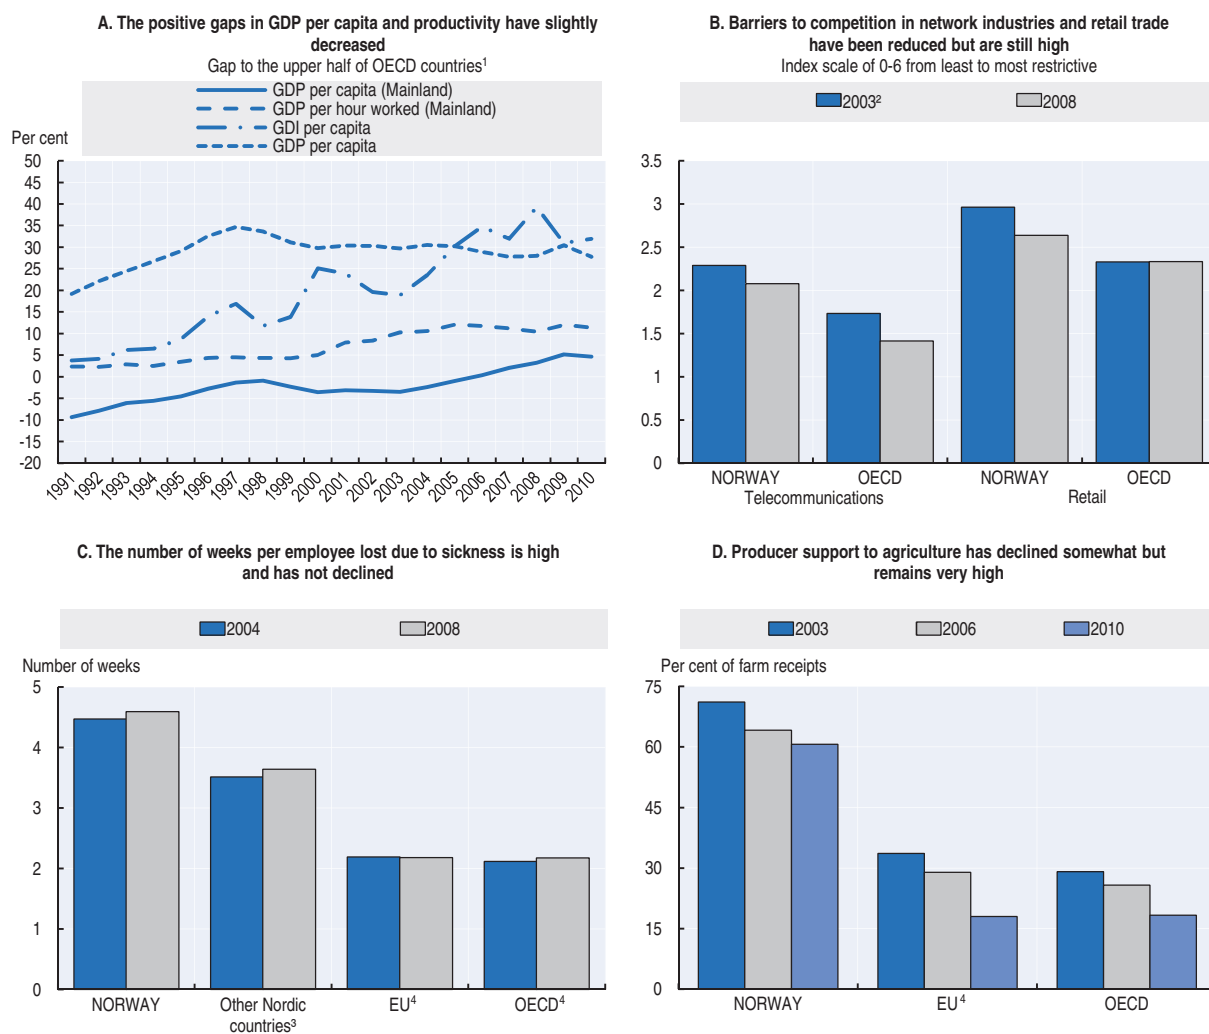 A. The positive gaps in GDP per capita and productivity have slightly
decreased
Gap to the upper half of OECD countries¹
GDP per capita (Mainland)
GDP per hour worked (Mainland)
GDI per capita
GDP per capita
Per cent
50
45
40
35
30
25
20
15
10
5
0
-5
-10
-15
-20
1991 1992 1993 1994 1995 1996 1997 1998 1999 2000 2001 2002 2003 2004 2005 2006 2007 2008 2009 2010
B. Barriers to competition in network industries and retail trade
have been reduced but are still high
Index scale of 0-6 from least to most restrictive
2003² 2008
3.5
3
2.5
2
1.5
1
0.5
0
NORWAY OECD NORWAY OECD
Telecommunications Retail
C. The number of weeks per employee lost due to sickness is high
and has not declined
2004 2008
Number of weeks
5
4
3
2
1
0
NORWAY Other Nordic EU⁴ OECD⁴
countries³
D. Producer support to agriculture has declined somewhat but
remains very high
2003 2006 2010
Per cent of farm receipts
75
60
45
30
15
0
NORWAY EU⁴ OECD